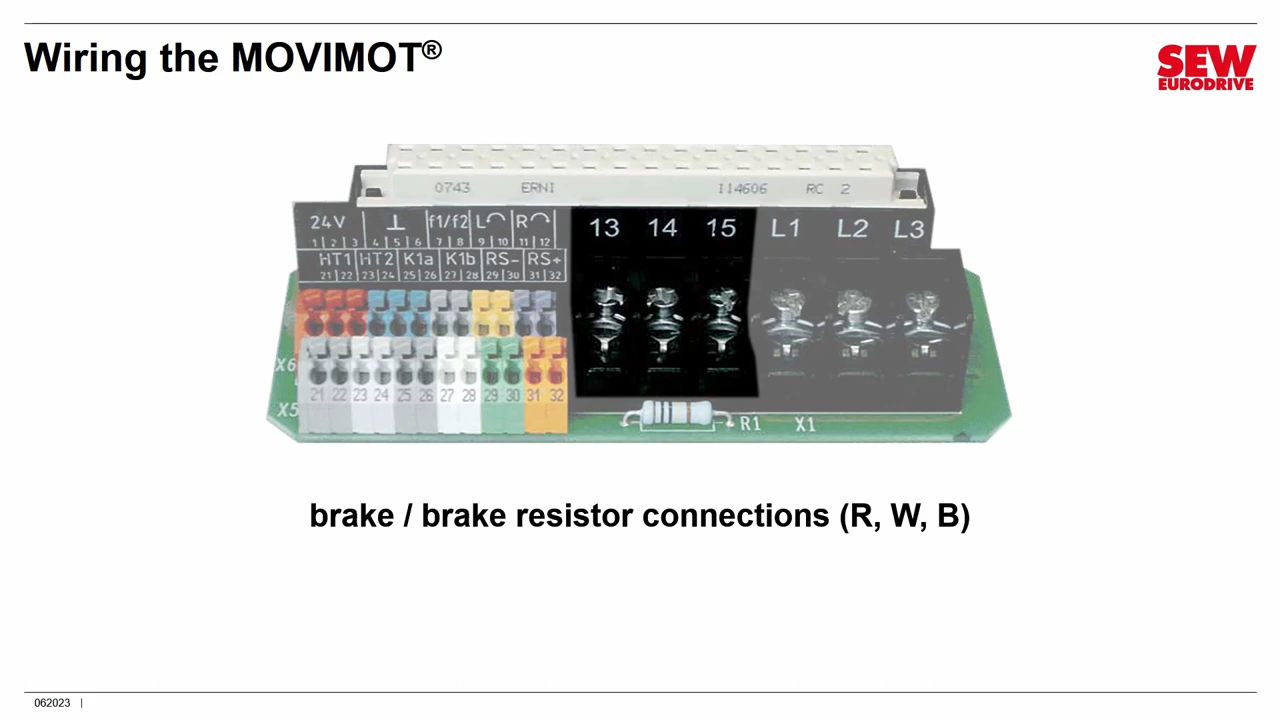 Wiring the MOVIMOT®
SEW
EURODRIVE
0743 ERNI 114606 RC 2
24V ⊥ f1/f2 L R
1 2 3 4 5 6 7 8 9 10 11 12
HT1 HT2 K1a K1b RS- RS+
21 22 23 24 25 26 27 28 29 30 31 32
13 14 15 L1 L2 L3
X6
21 22 23 24 25 26 27 28 29 30 31 32
X5
R1 X1
brake / brake resistor connections (R, W, B)
062023 |